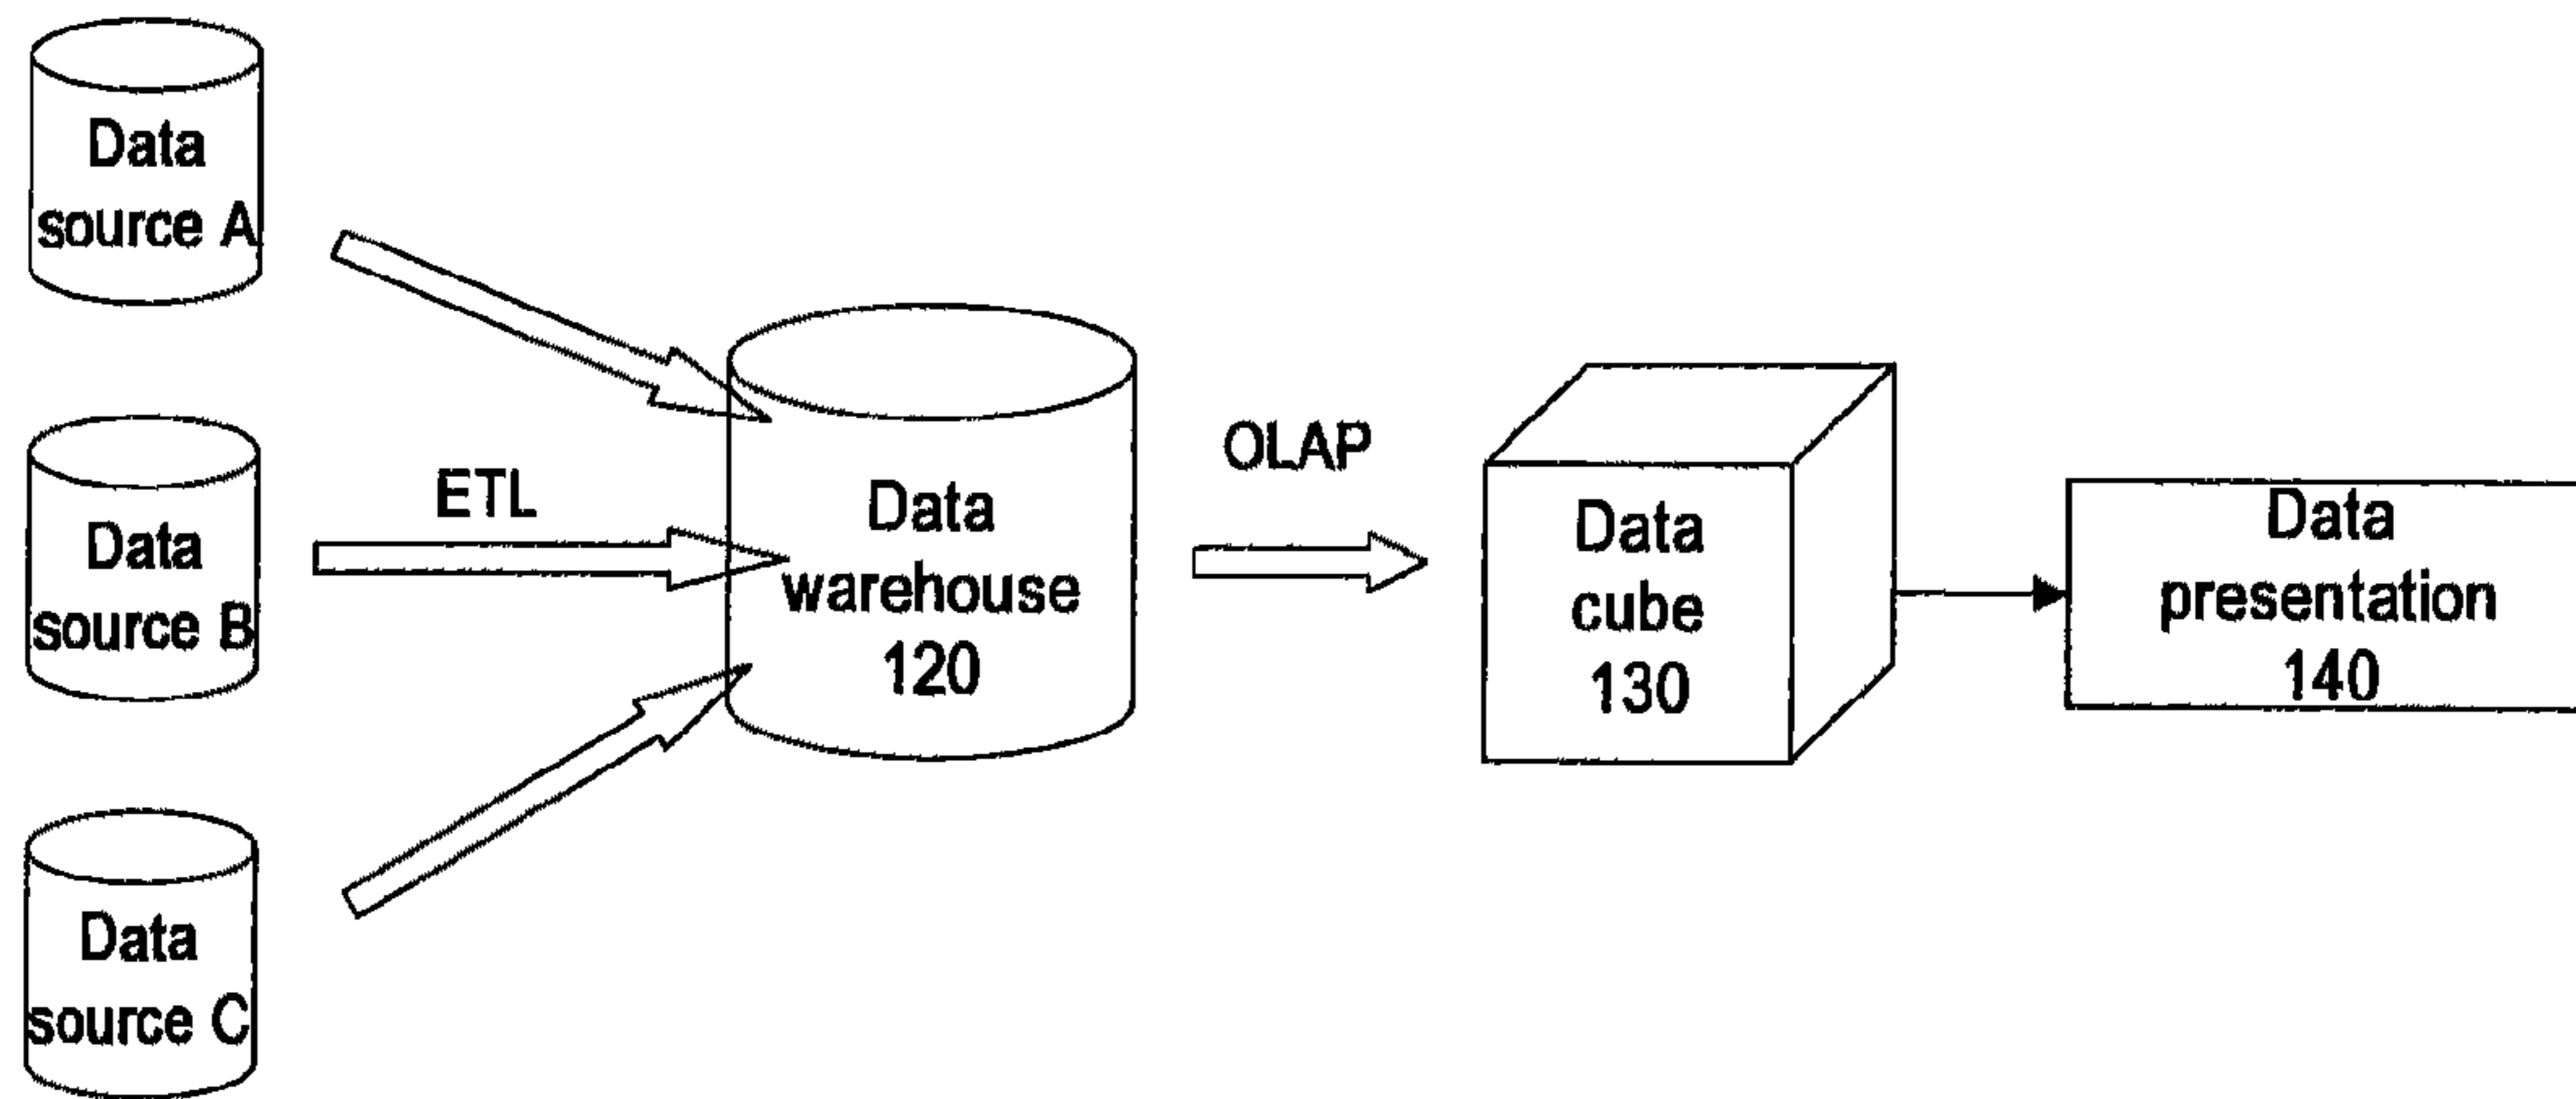 Data
source A
Data
source B
Data
source C
ETL
Data
warehouse
120
OLAP
Data
cube
130
Data
presentation
140